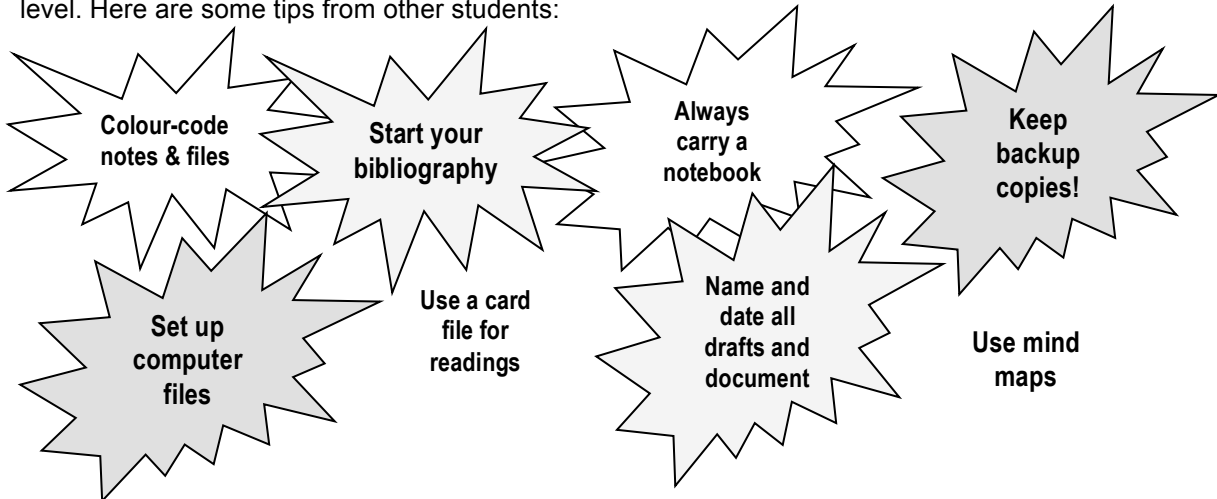 level. Here are some tips from other students:
Colour-code
notes & files
Start your
bibliography
Always
carry a
notebook
Keep
backup
copies!
Set up
computer
files
Use a card
file for
readings
Name and
date all
drafts and
document
Use mind
maps